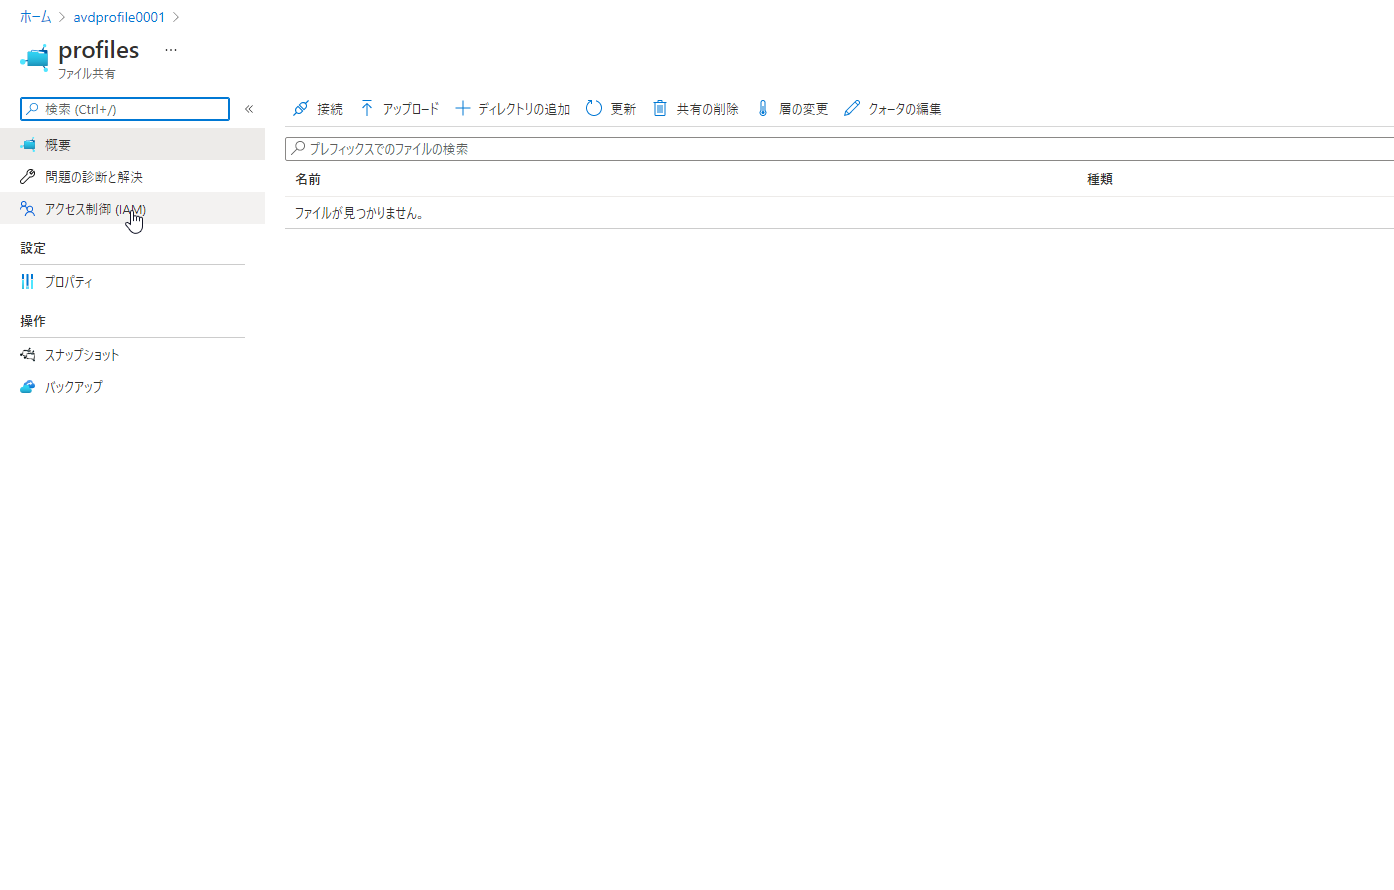 ホーム > avdprofile0001 >
profiles ...
ファイル共有
検索 (Ctrl+/)
«
接続 アップロード ディレクトリの追加 更新 共有の削除 層の変更 クォータの編集
概要
問題の診断と解決
アクセス制御 (IAM)
設定
プロパティ
操作
スナップショット
バックアップ
プレフィックスでのファイルの検索
名前 種類
ファイルが見つかりません。